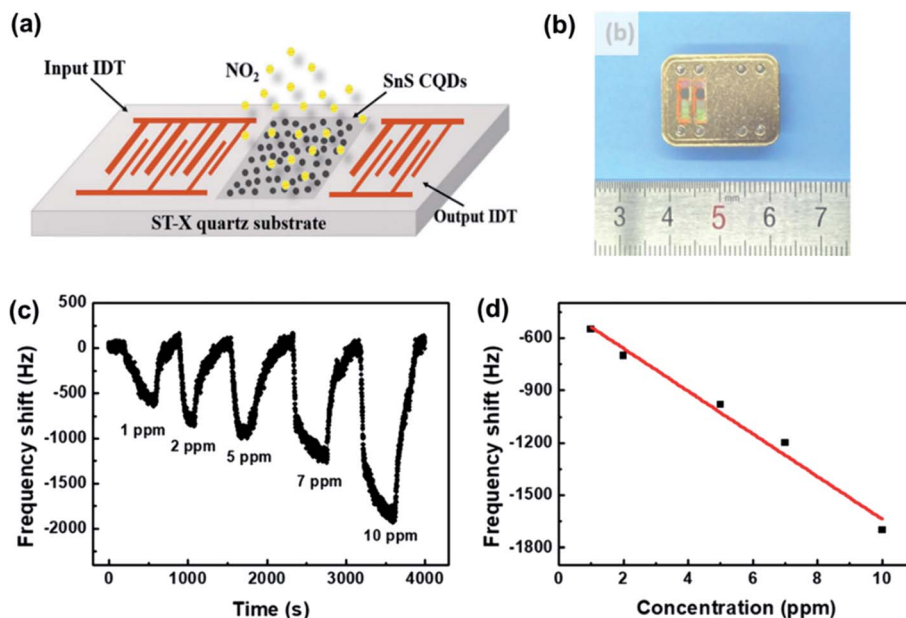 (a)
Input IDT
NO2
SnS CQDs
Output IDT
ST-X quartz substrate
(b)
(b)
mm
3 4 5 6 7
(c)
500
0
-500
-1000
-1500
-2000
Frequency shift (Hz)
1 ppm
2 ppm
5 ppm
7 ppm
10 ppm
0 1000 2000 3000 4000
Time (s)
(d)
-600
-900
-1200
-1500
-1800
Frequency shift (Hz)
0 2 4 6 8 10
Concentration (ppm)